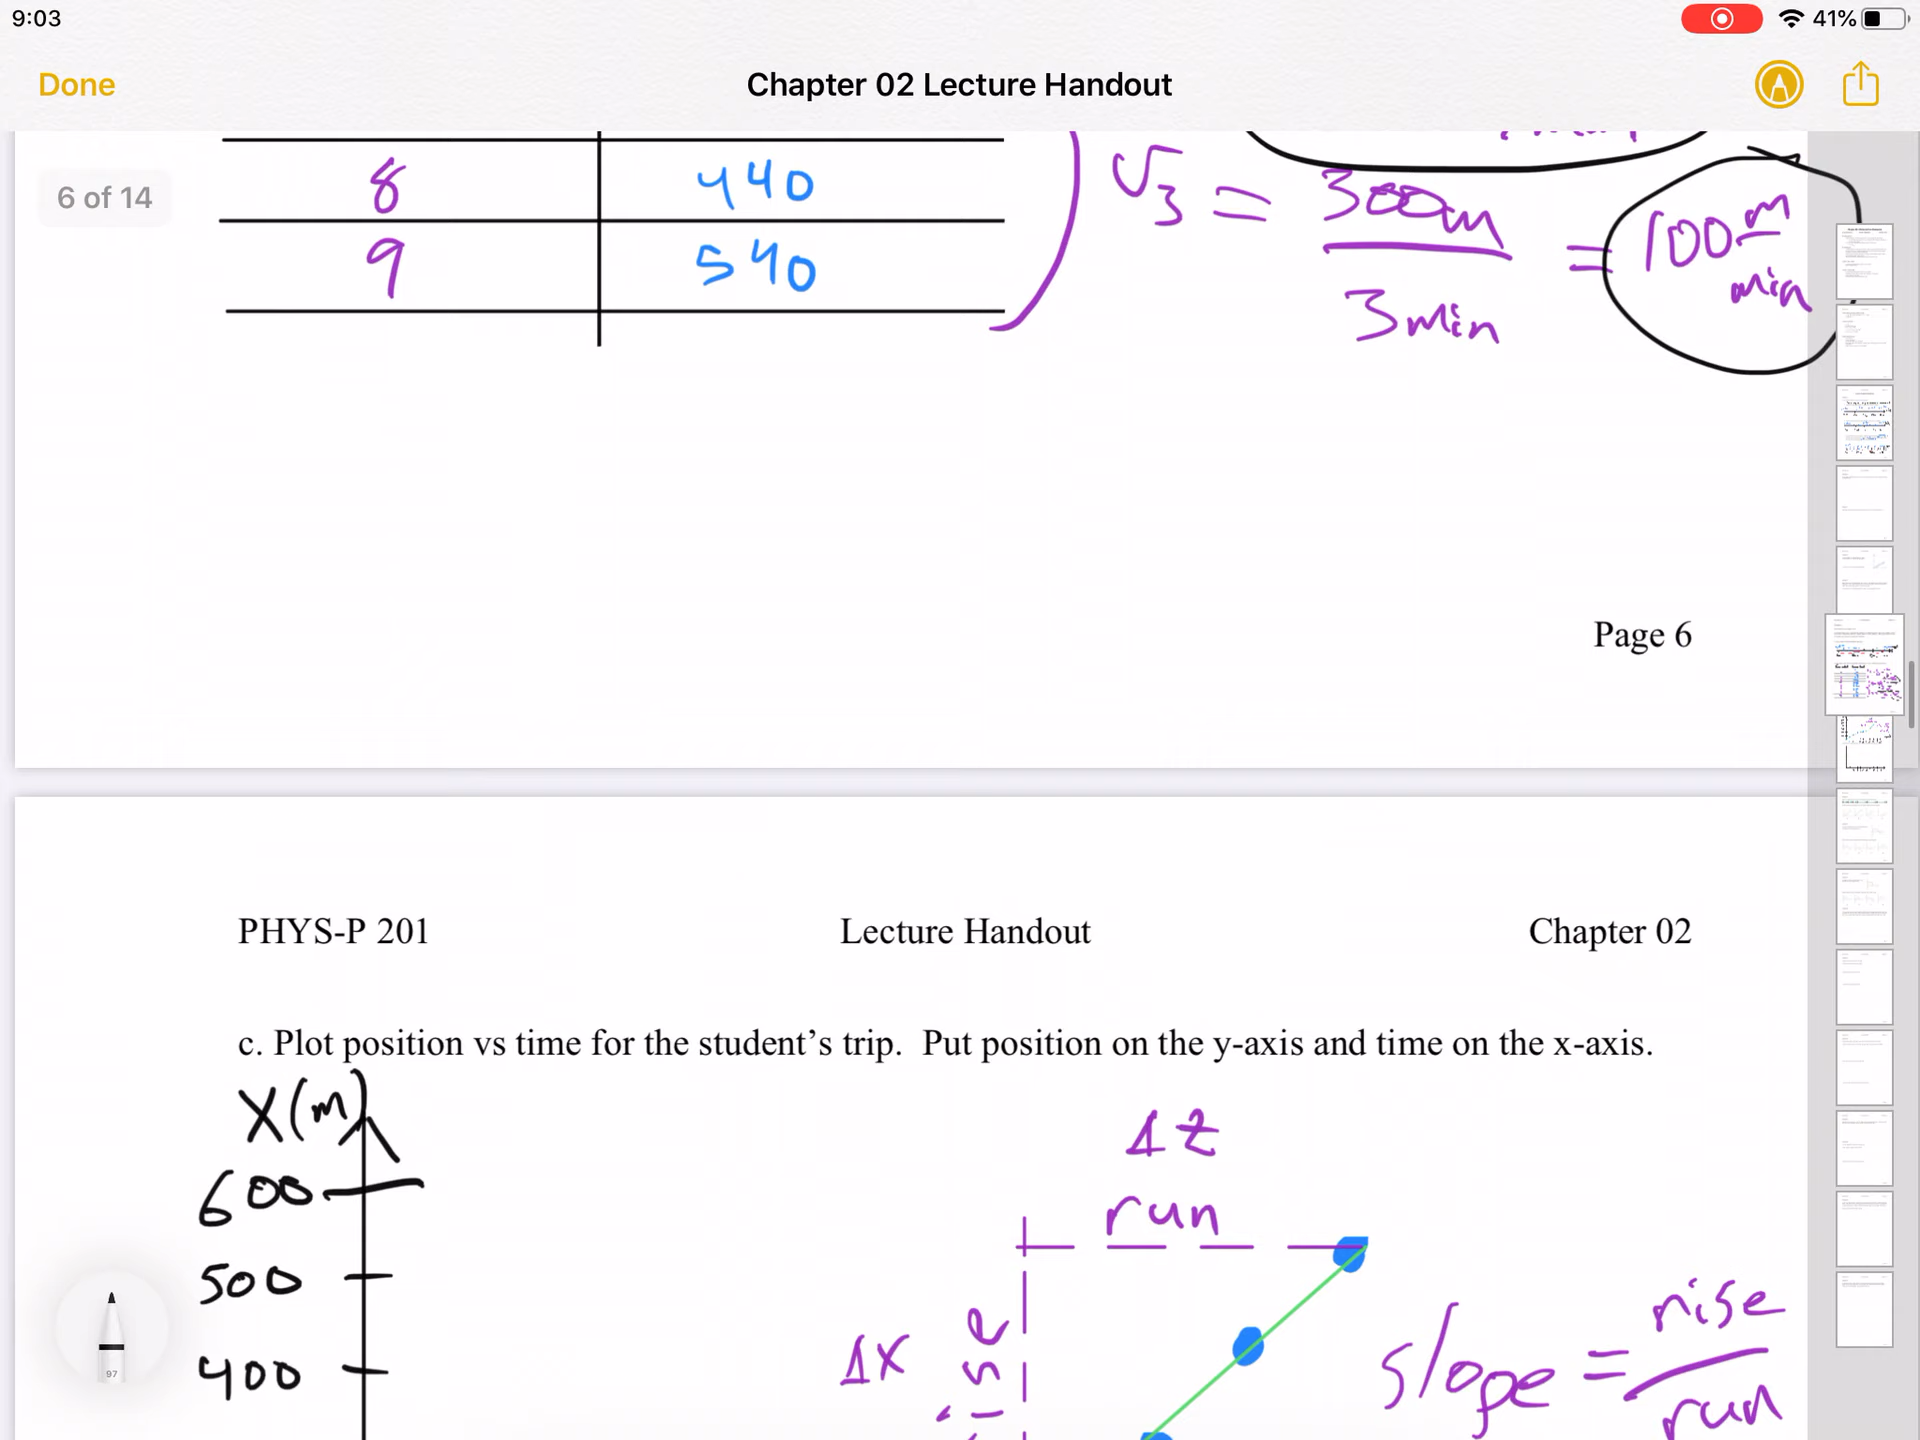 9:03
41%
Done
Chapter 02 Lecture Handout
6 of 14
8 440
9 540
V3 = 300m / 3min = 100 m/min
Page 6
PHYS-P 201 Lecture Handout Chapter 02
c. Plot position vs time for the student’s trip.  Put position on the y-axis and time on the x-axis.
X(m)
Δt
run
600
500
400
Δx
slope = rise / run
97